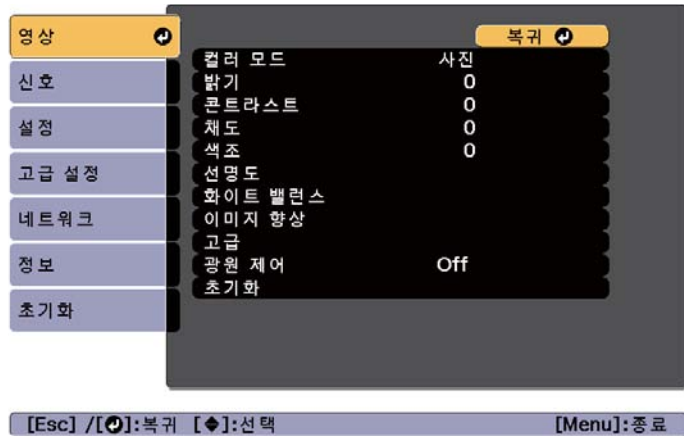 영상
신호
설정
고급 설정
네트워크
정보
초기화
복귀
컬러 모드 사진
밝기 0
콘트라스트 0
채도 0
색조 0
선명도
화이트 밸런스
이미지 향상
고급
광원 제어 Off
초기화
[Esc] /[⏎]:복귀 [◆]:선택 [Menu]:종료